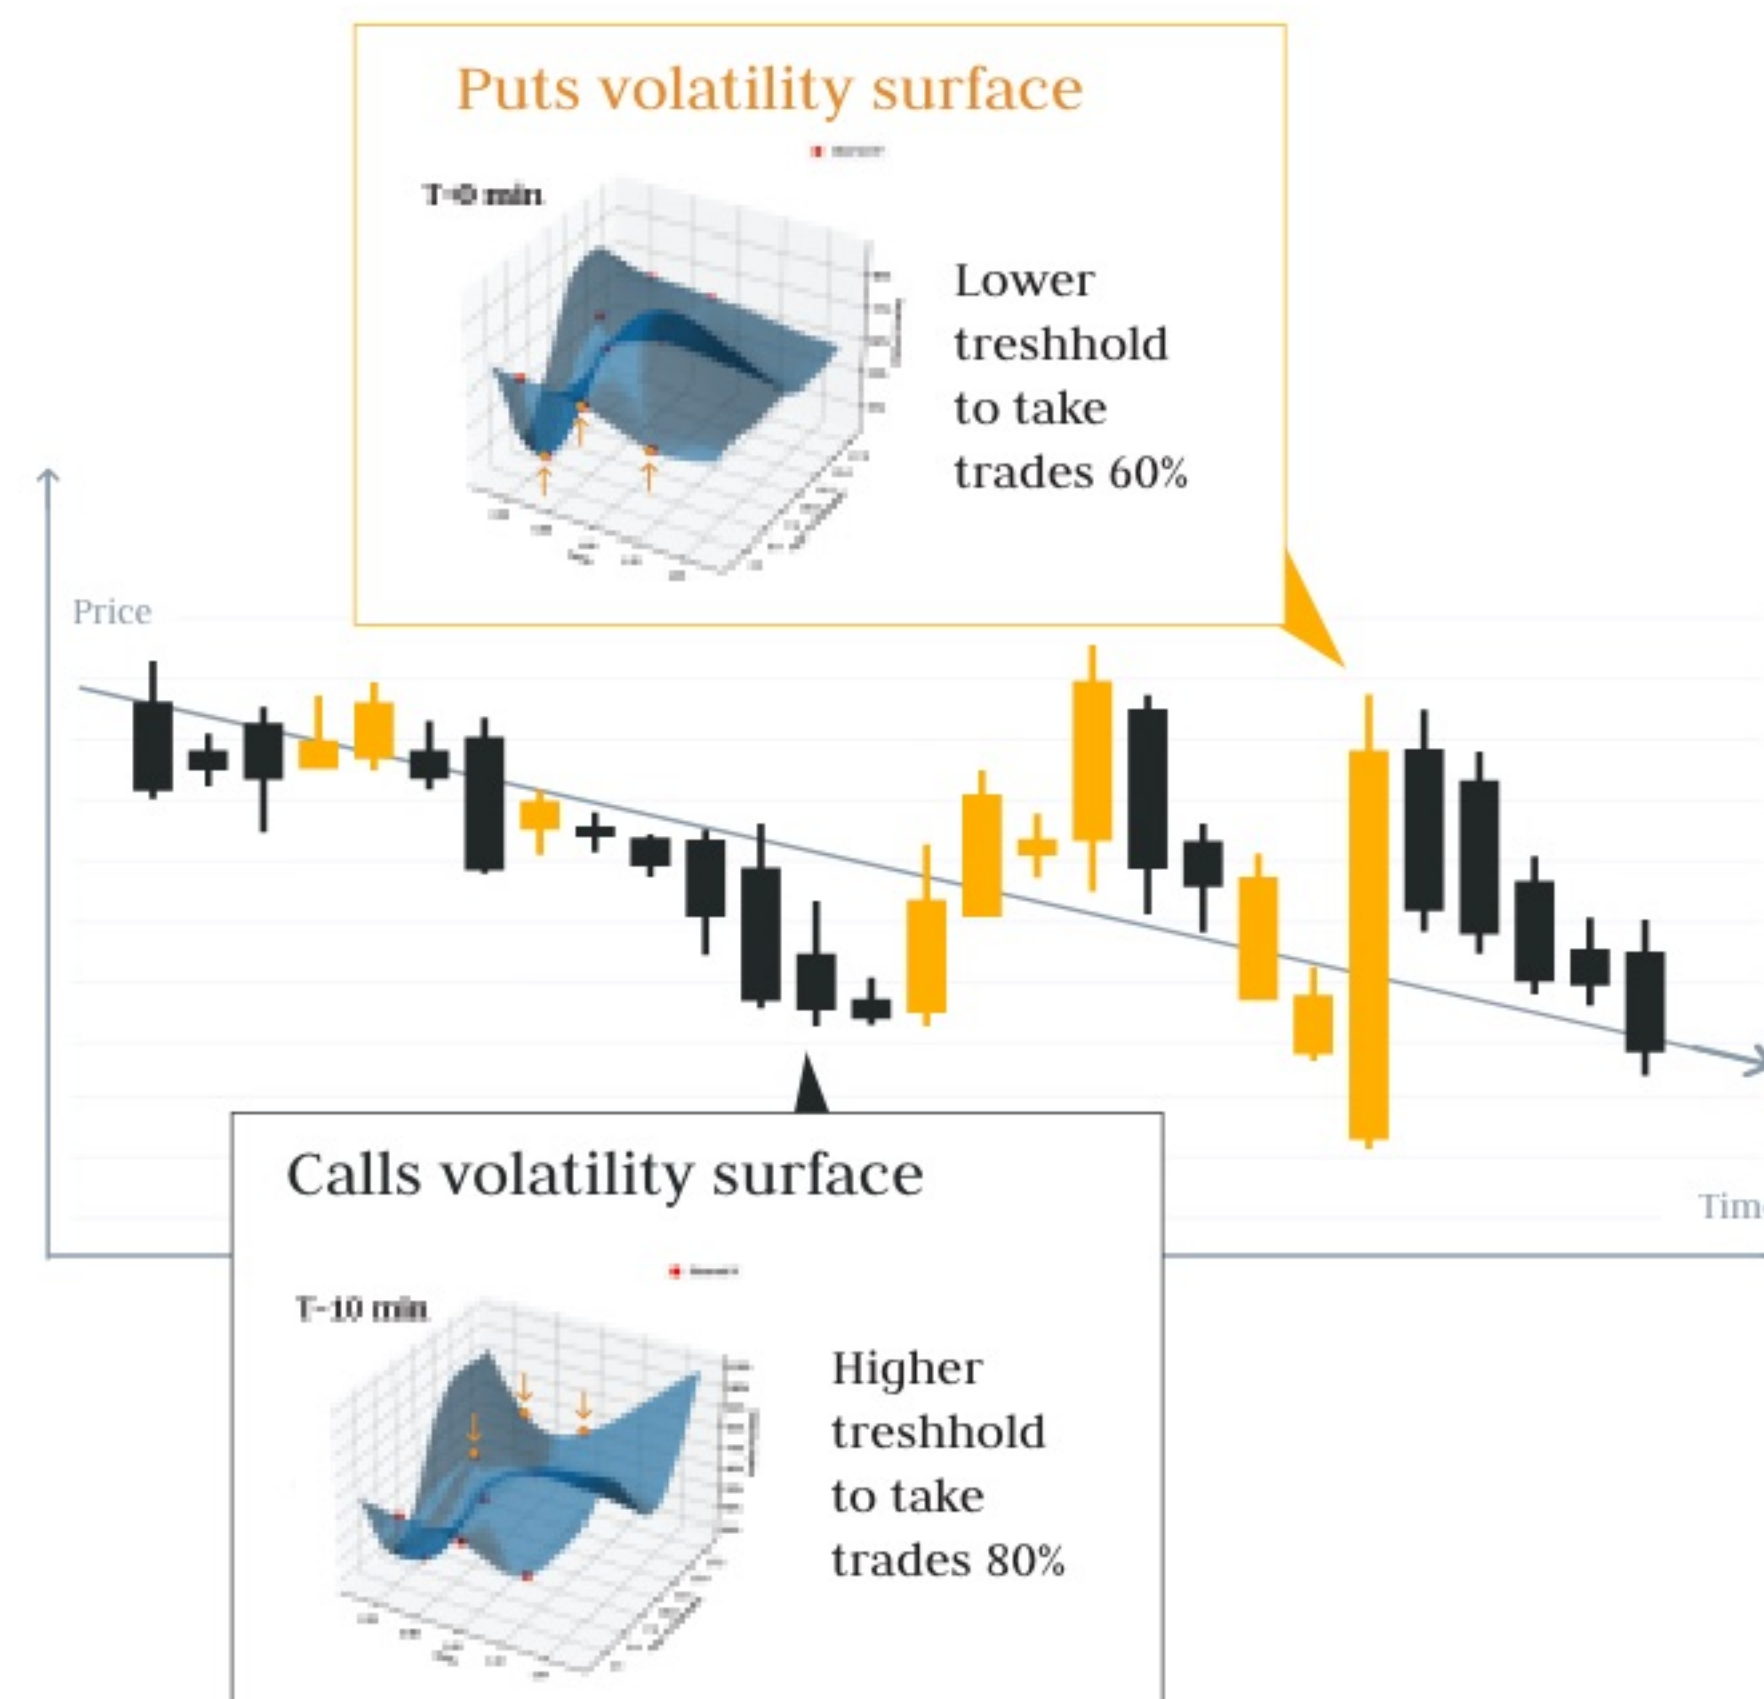 Puts volatility surface
T-0 min
Lower
treshhold
to take
trades 60%
Price
Calls volatility surface
T-10 min
Higher
treshhold
to take
trades 80%